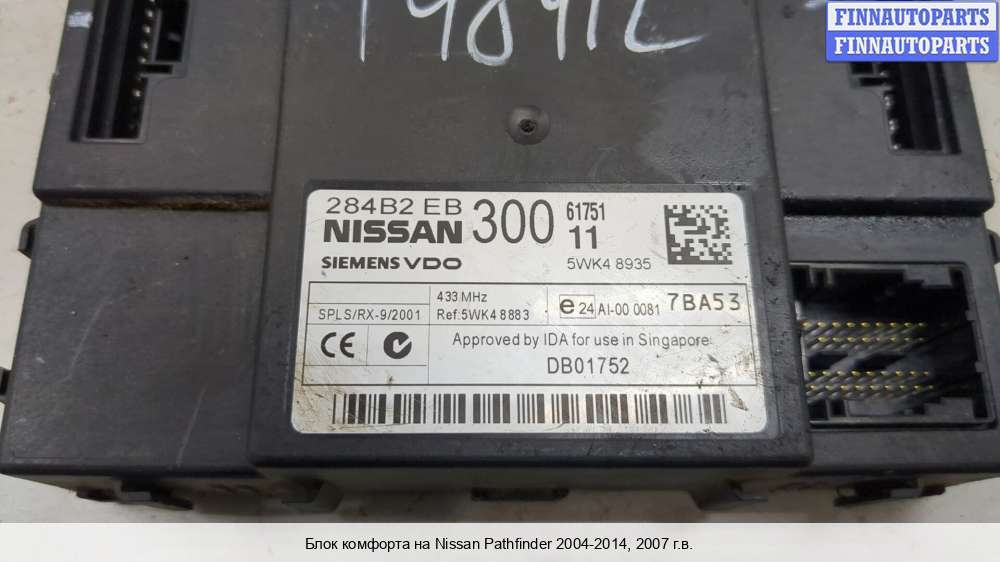 FINNAUTOPARTS
FINNAUTOPARTS
284B2 EB 300 61751
NISSAN 11
SIEMENS VDO 5WK4 8935
433 MHz
SPLS/RX-9/2001 Ref:5WK4 8883 e 24 AI-00 0081 7BA53
CE Approved by IDA for use in Singapore
DB01752
Блок комфорта на Nissan Pathfinder 2004-2014, 2007 г.в.